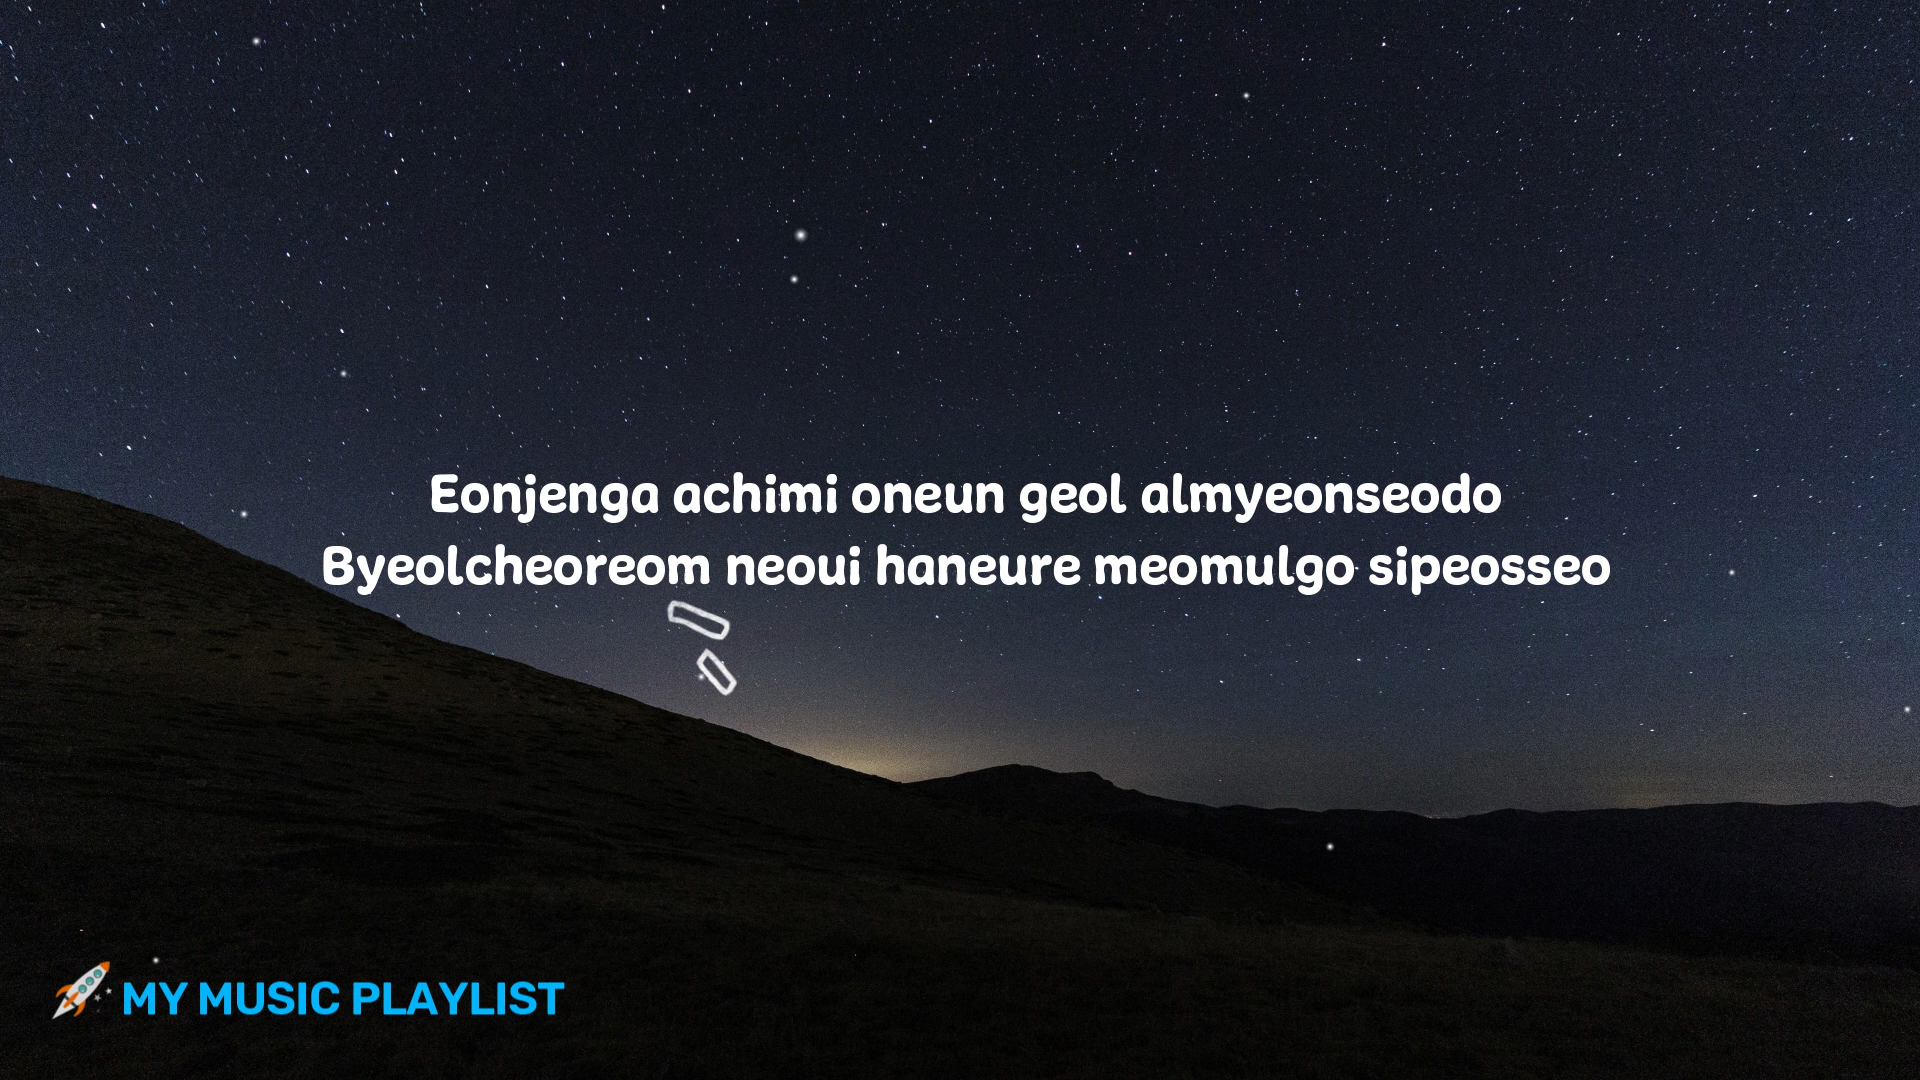 Eonjenga achimi oneun geol almyeonseodo
Byeolcheoreom neoui haneure meomulgo sipeosseo
MY MUSIC PLAYLIST